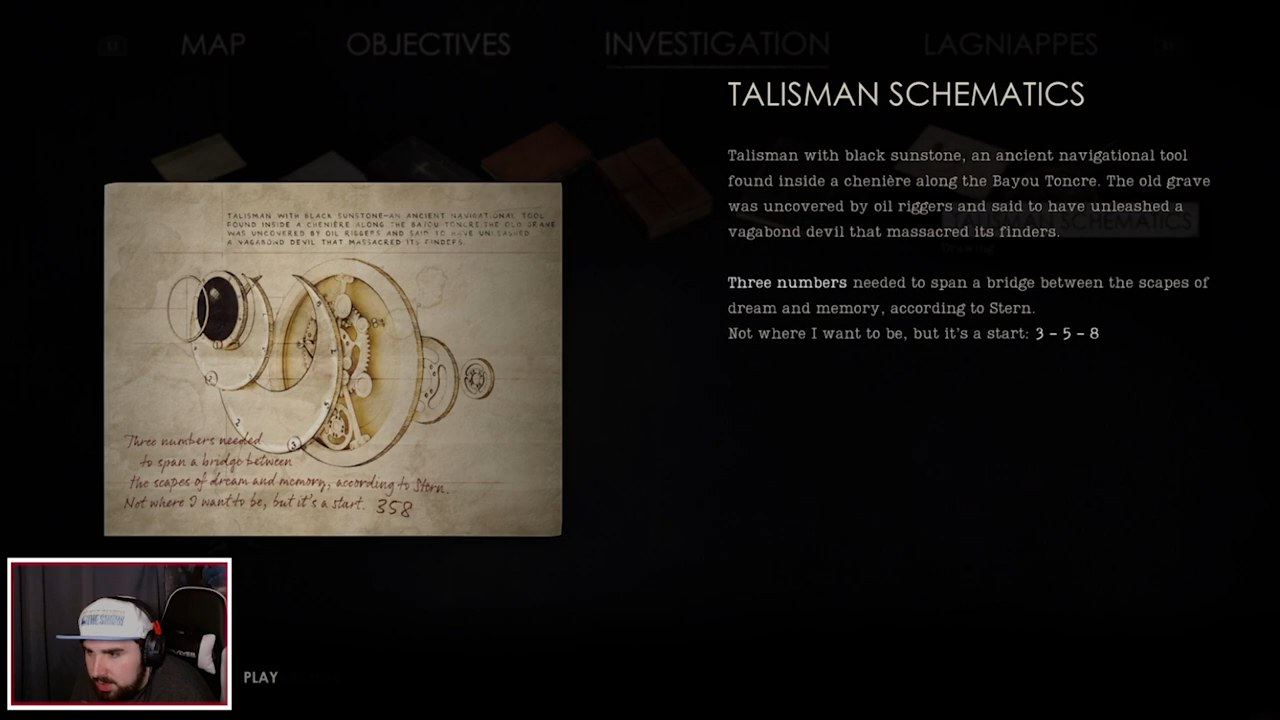 MAP
OBJECTIVES
INVESTIGATION
LAGNIAPPES
TALISMAN SCHEMATICS
Talisman with black sunstone, an ancient navigational tool
found inside a chenière along the Bayou Toncre. The old grave
was uncovered by oil riggers and said to have unleashed a
vagabond devil that massacred its finders.
Three numbers needed to span a bridge between the scapes of
dream and memory, according to Stern.
Not where I want to be, but it's a start: 3 - 5 - 8
TALISMAN SCHEMATICS
Drawing
TALISMAN WITH BLACK SUNSTONE—AN ANCIENT NAVIGATIONAL TOOL
FOUND INSIDE A CHENIÈRE ALONG THE BAYOU TONCRE. THE OLD GRAVE
WAS UNCOVERED BY OIL RIGGERS AND SAID TO HAVE UNLEASHED
A VAGABOND DEVIL THAT MASSACRED ITS FINDERS.
Three numbers needed
to span a bridge between
the scapes of dream and memory, according to Stern.
Not where I want to be, but it's a start. 358
PLAY